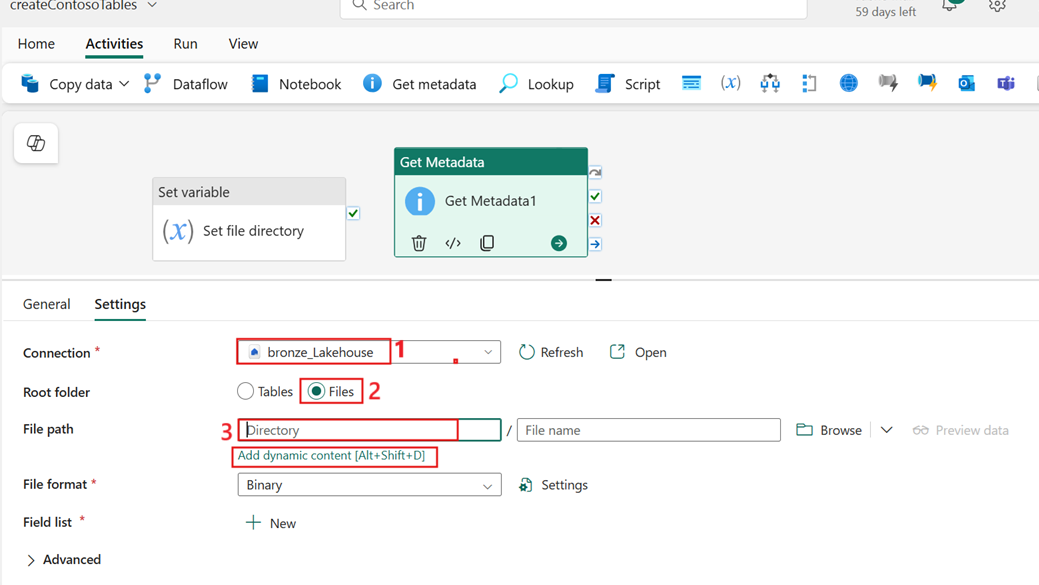 createContosoTables
Search
59 days left
Home Activities Run View
Copy data Dataflow Notebook Get metadata Lookup Script (x)
Set variable
(x) Set file directory
Get Metadata
i Get Metadata1
</>
General Settings
Connection * bronze_Lakehouse 1 Refresh Open
Root folder Tables Files 2
File path 3 Directory / File name Browse Preview data
Add dynamic content [Alt+Shift+D]
File format * Binary Settings
Field list * New
Advanced